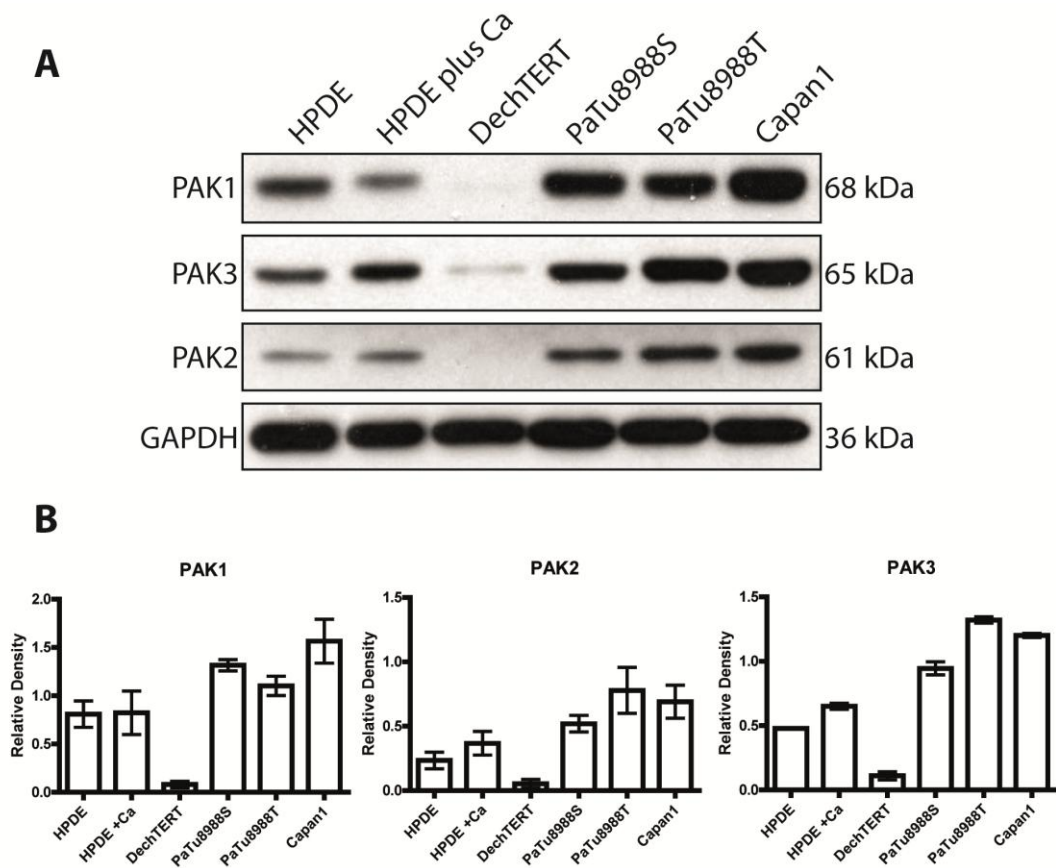 A
HPDE
HPDE plus Ca
DechTERT
PaTu8988S
PaTu8988T
Capan1
PAK1
68 kDa
PAK3
65 kDa
PAK2
61 kDa
GAPDH
36 kDa
B
PAK1
Relative Density
2.0
1.5
1.0
0.5
0.0
HPDE
HPDE +Ca
DechTERT
PaTu8988S
PaTu8988T
Capan1
PAK2
Relative Density
1.5
1.0
0.5
0.0
HPDE
HPDE +Ca
DechTERT
PaTu8988S
PaTu8988T
Capan1
PAK3
Relative Density
1.5
1.0
0.5
0.0
HPDE
HPDE +Ca
DechTERT
PaTu8988S
PaTu8988T
Capan1